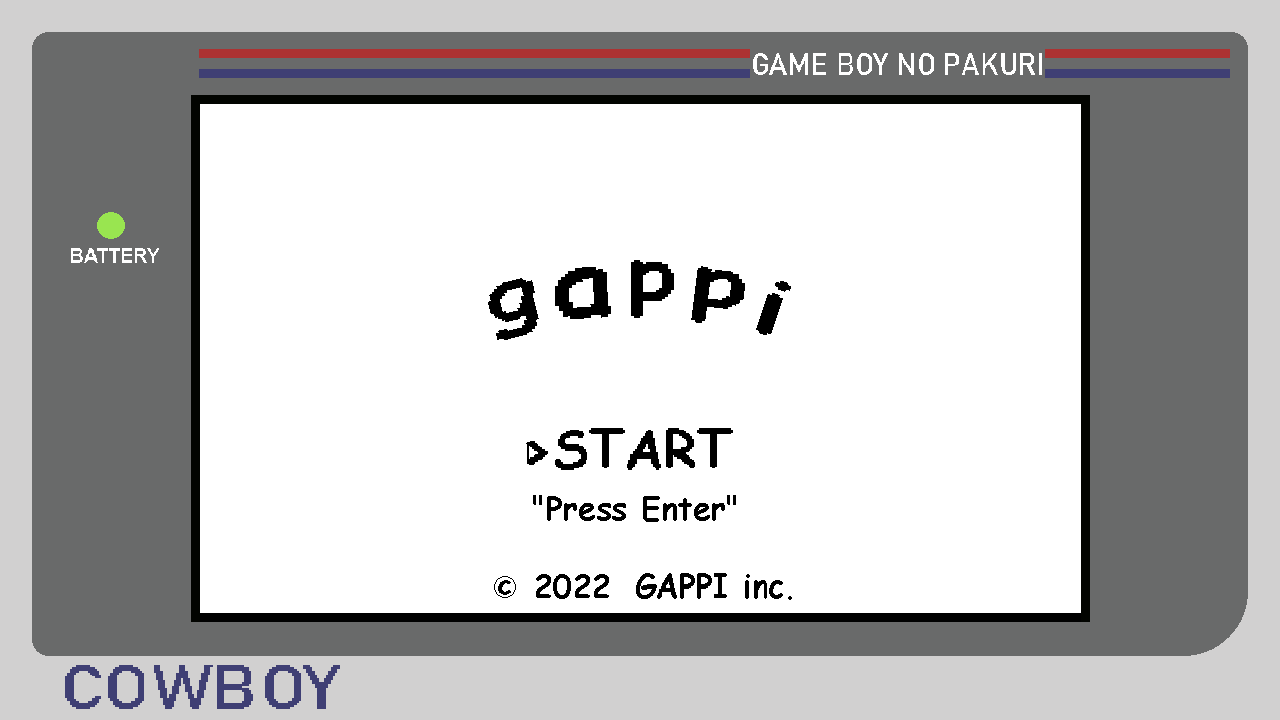 GAME BOY NO PAKURI
BATTERY
gappi
START
"Press Enter"
© 2022 GAPPI inc.
COWBOY